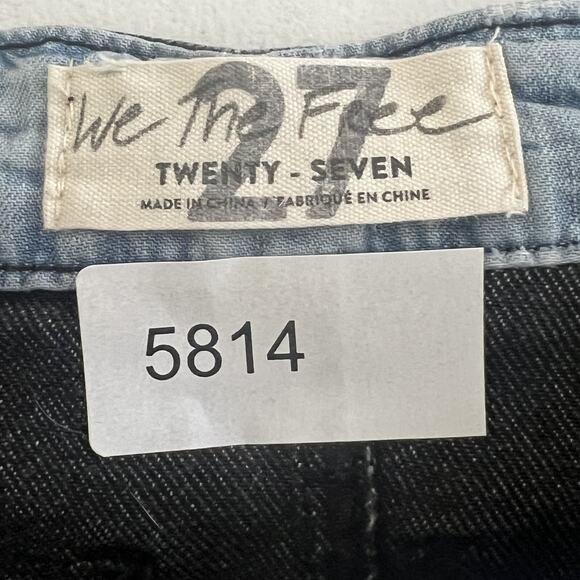 We The Free
27
TWENTY - SEVEN
MADE IN CHINA / FABRIQUÉ EN CHINE
5814